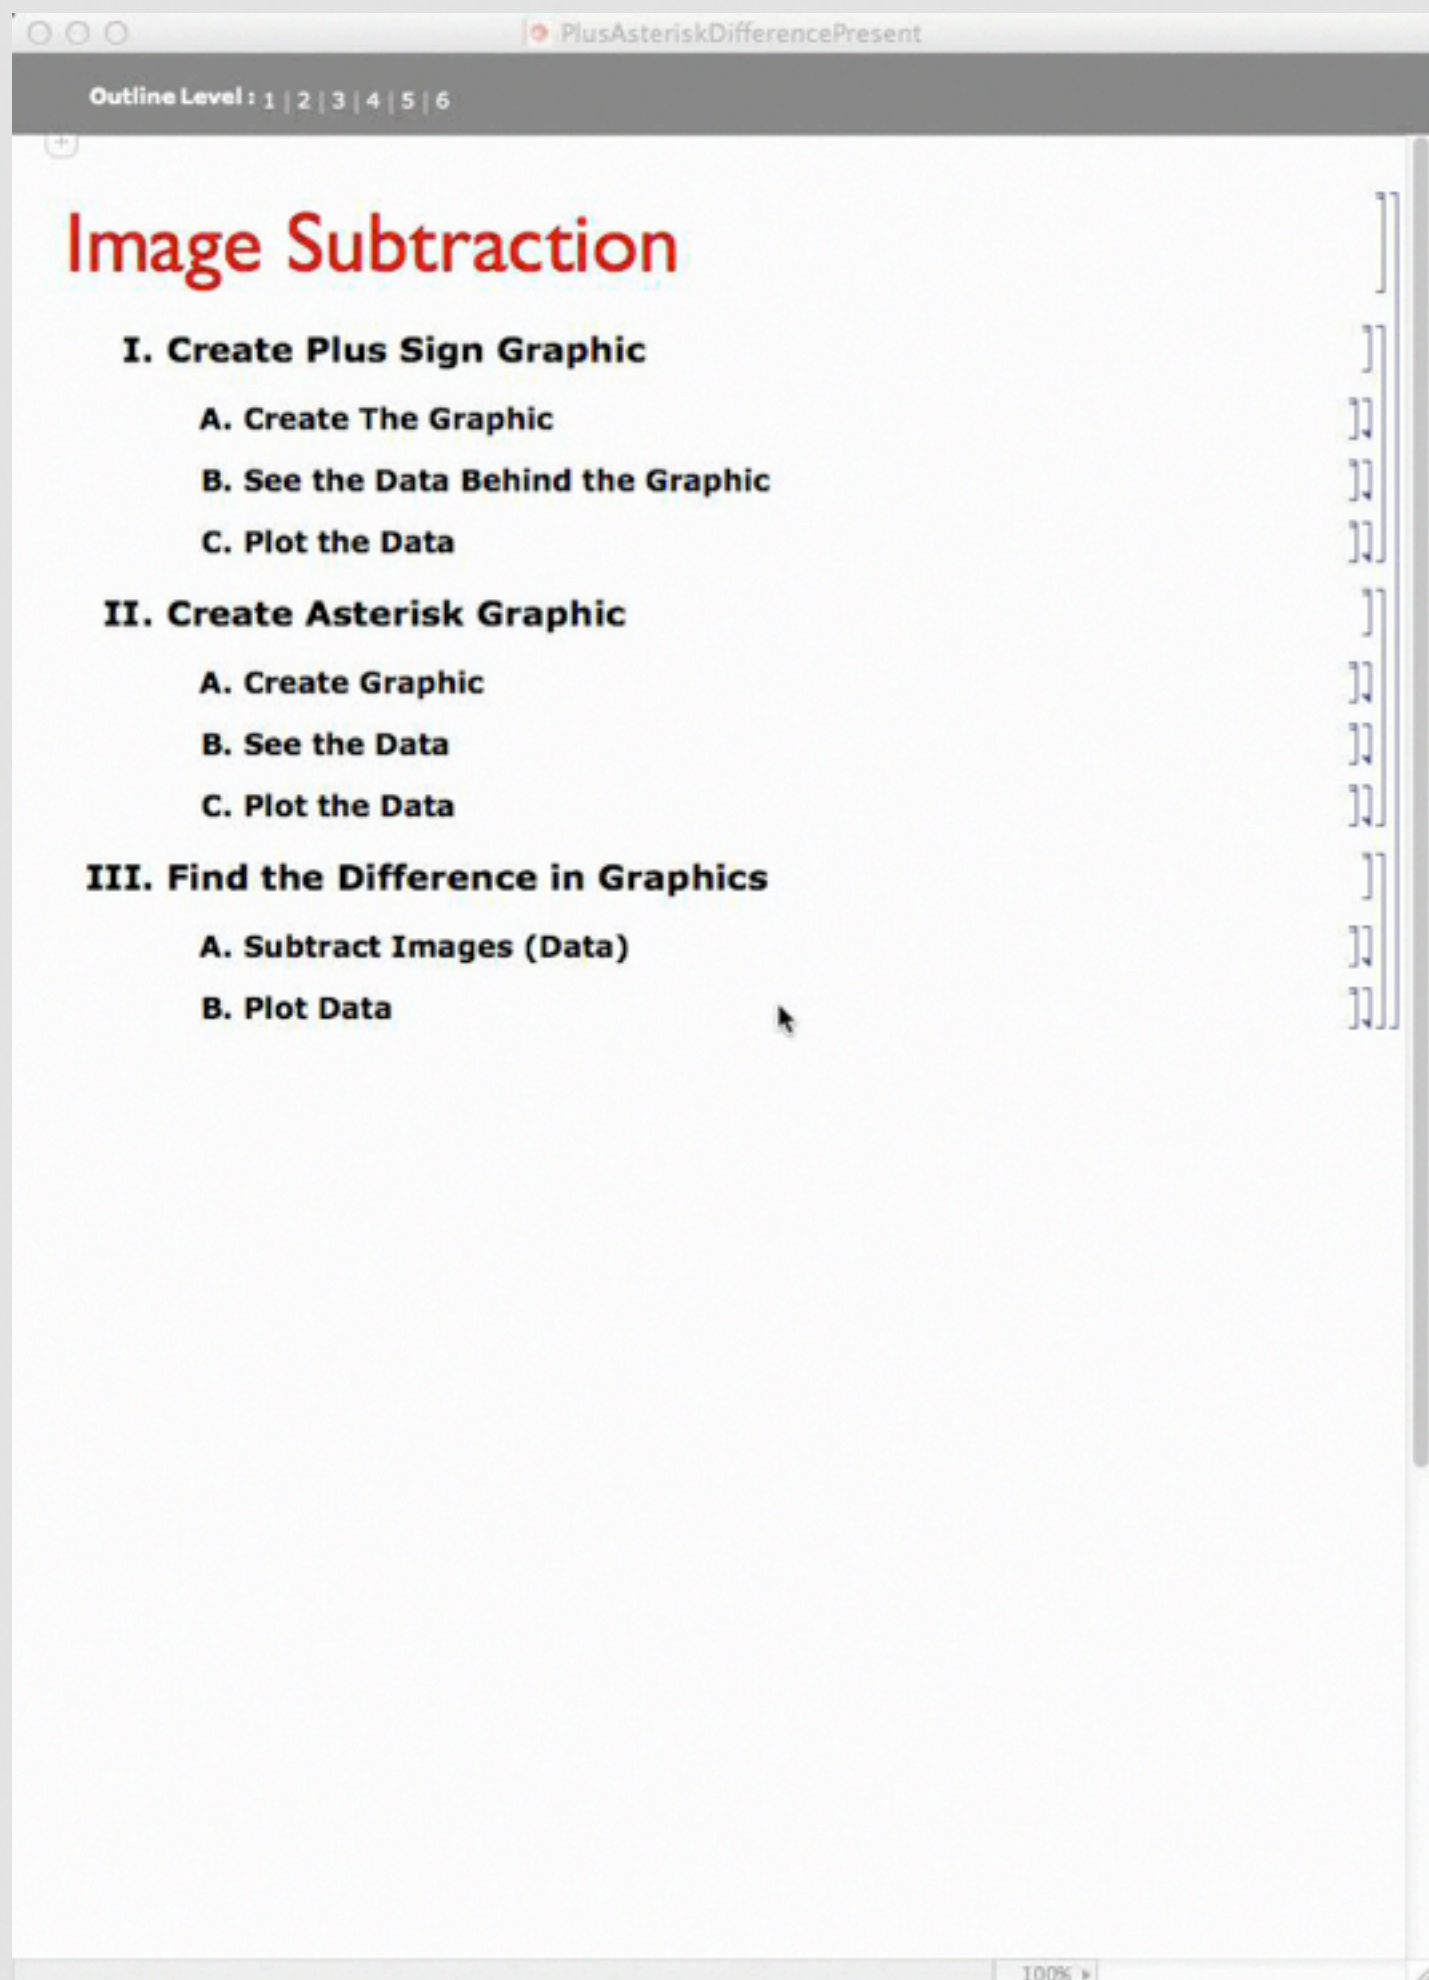 PlusAsteriskDifferencePresent
Outline Level : 1 | 2 | 3 | 4 | 5 | 6
Image Subtraction
I. Create Plus Sign Graphic
A. Create The Graphic
B. See the Data Behind the Graphic
C. Plot the Data
II. Create Asterisk Graphic
A. Create Graphic
B. See the Data
C. Plot the Data
III. Find the Difference in Graphics
A. Subtract Images (Data)
B. Plot Data
100%